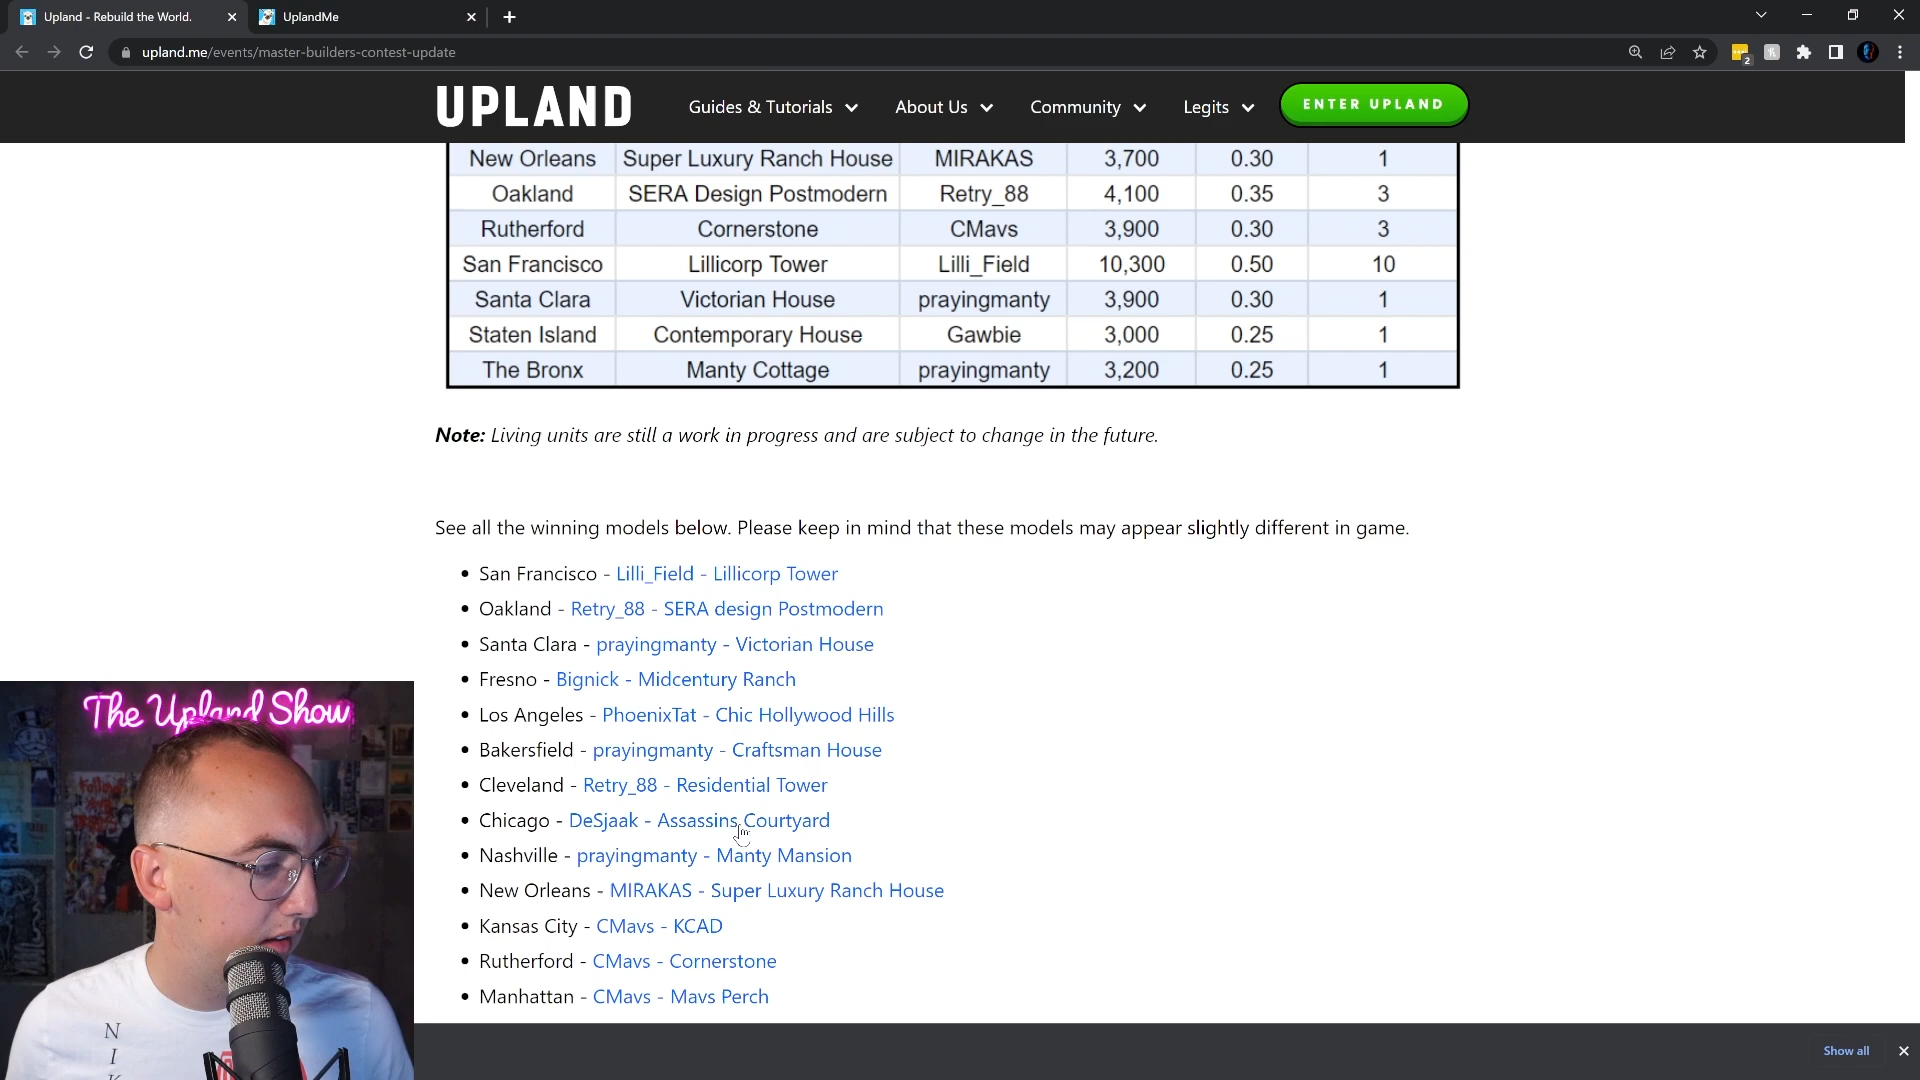 Upland - Rebuild the World.
UplandMe
upland.me/events/master-builders-contest-update
2
UPLAND
Guides & Tutorials
About Us
Community
Legits
ENTER UPLAND
New Orleans Super Luxury Ranch House MIRAKAS 3,700 0.30 1
Oakland SERA Design Postmodern Retry_88 4,100 0.35 3
Rutherford Cornerstone CMavs 3,900 0.30 3
San Francisco Lillicorp Tower Lilli_Field 10,300 0.50 10
Santa Clara Victorian House prayingmanty 3,900 0.30 1
Staten Island Contemporary House Gawbie 3,000 0.25 1
The Bronx Manty Cottage prayingmanty 3,200 0.25 1
Note: Living units are still a work in progress and are subject to change in the future.
See all the winning models below. Please keep in mind that these models may appear slightly different in game.
• San Francisco - Lilli_Field - Lillicorp Tower
• Oakland - Retry_88 - SERA design Postmodern
• Santa Clara - prayingmanty - Victorian House
• Fresno - Bignick - Midcentury Ranch
• Los Angeles - PhoenixTat - Chic Hollywood Hills
• Bakersfield - prayingmanty - Craftsman House
• Cleveland - Retry_88 - Residential Tower
• Chicago - DeSjaak - Assassins Courtyard
• Nashville - prayingmanty - Manty Mansion
• New Orleans - MIRAKAS - Super Luxury Ranch House
• Kansas City - CMavs - KCAD
• Rutherford - CMavs - Cornerstone
• Manhattan - CMavs - Mavs Perch
The Upland Show
N
I
K
Show all